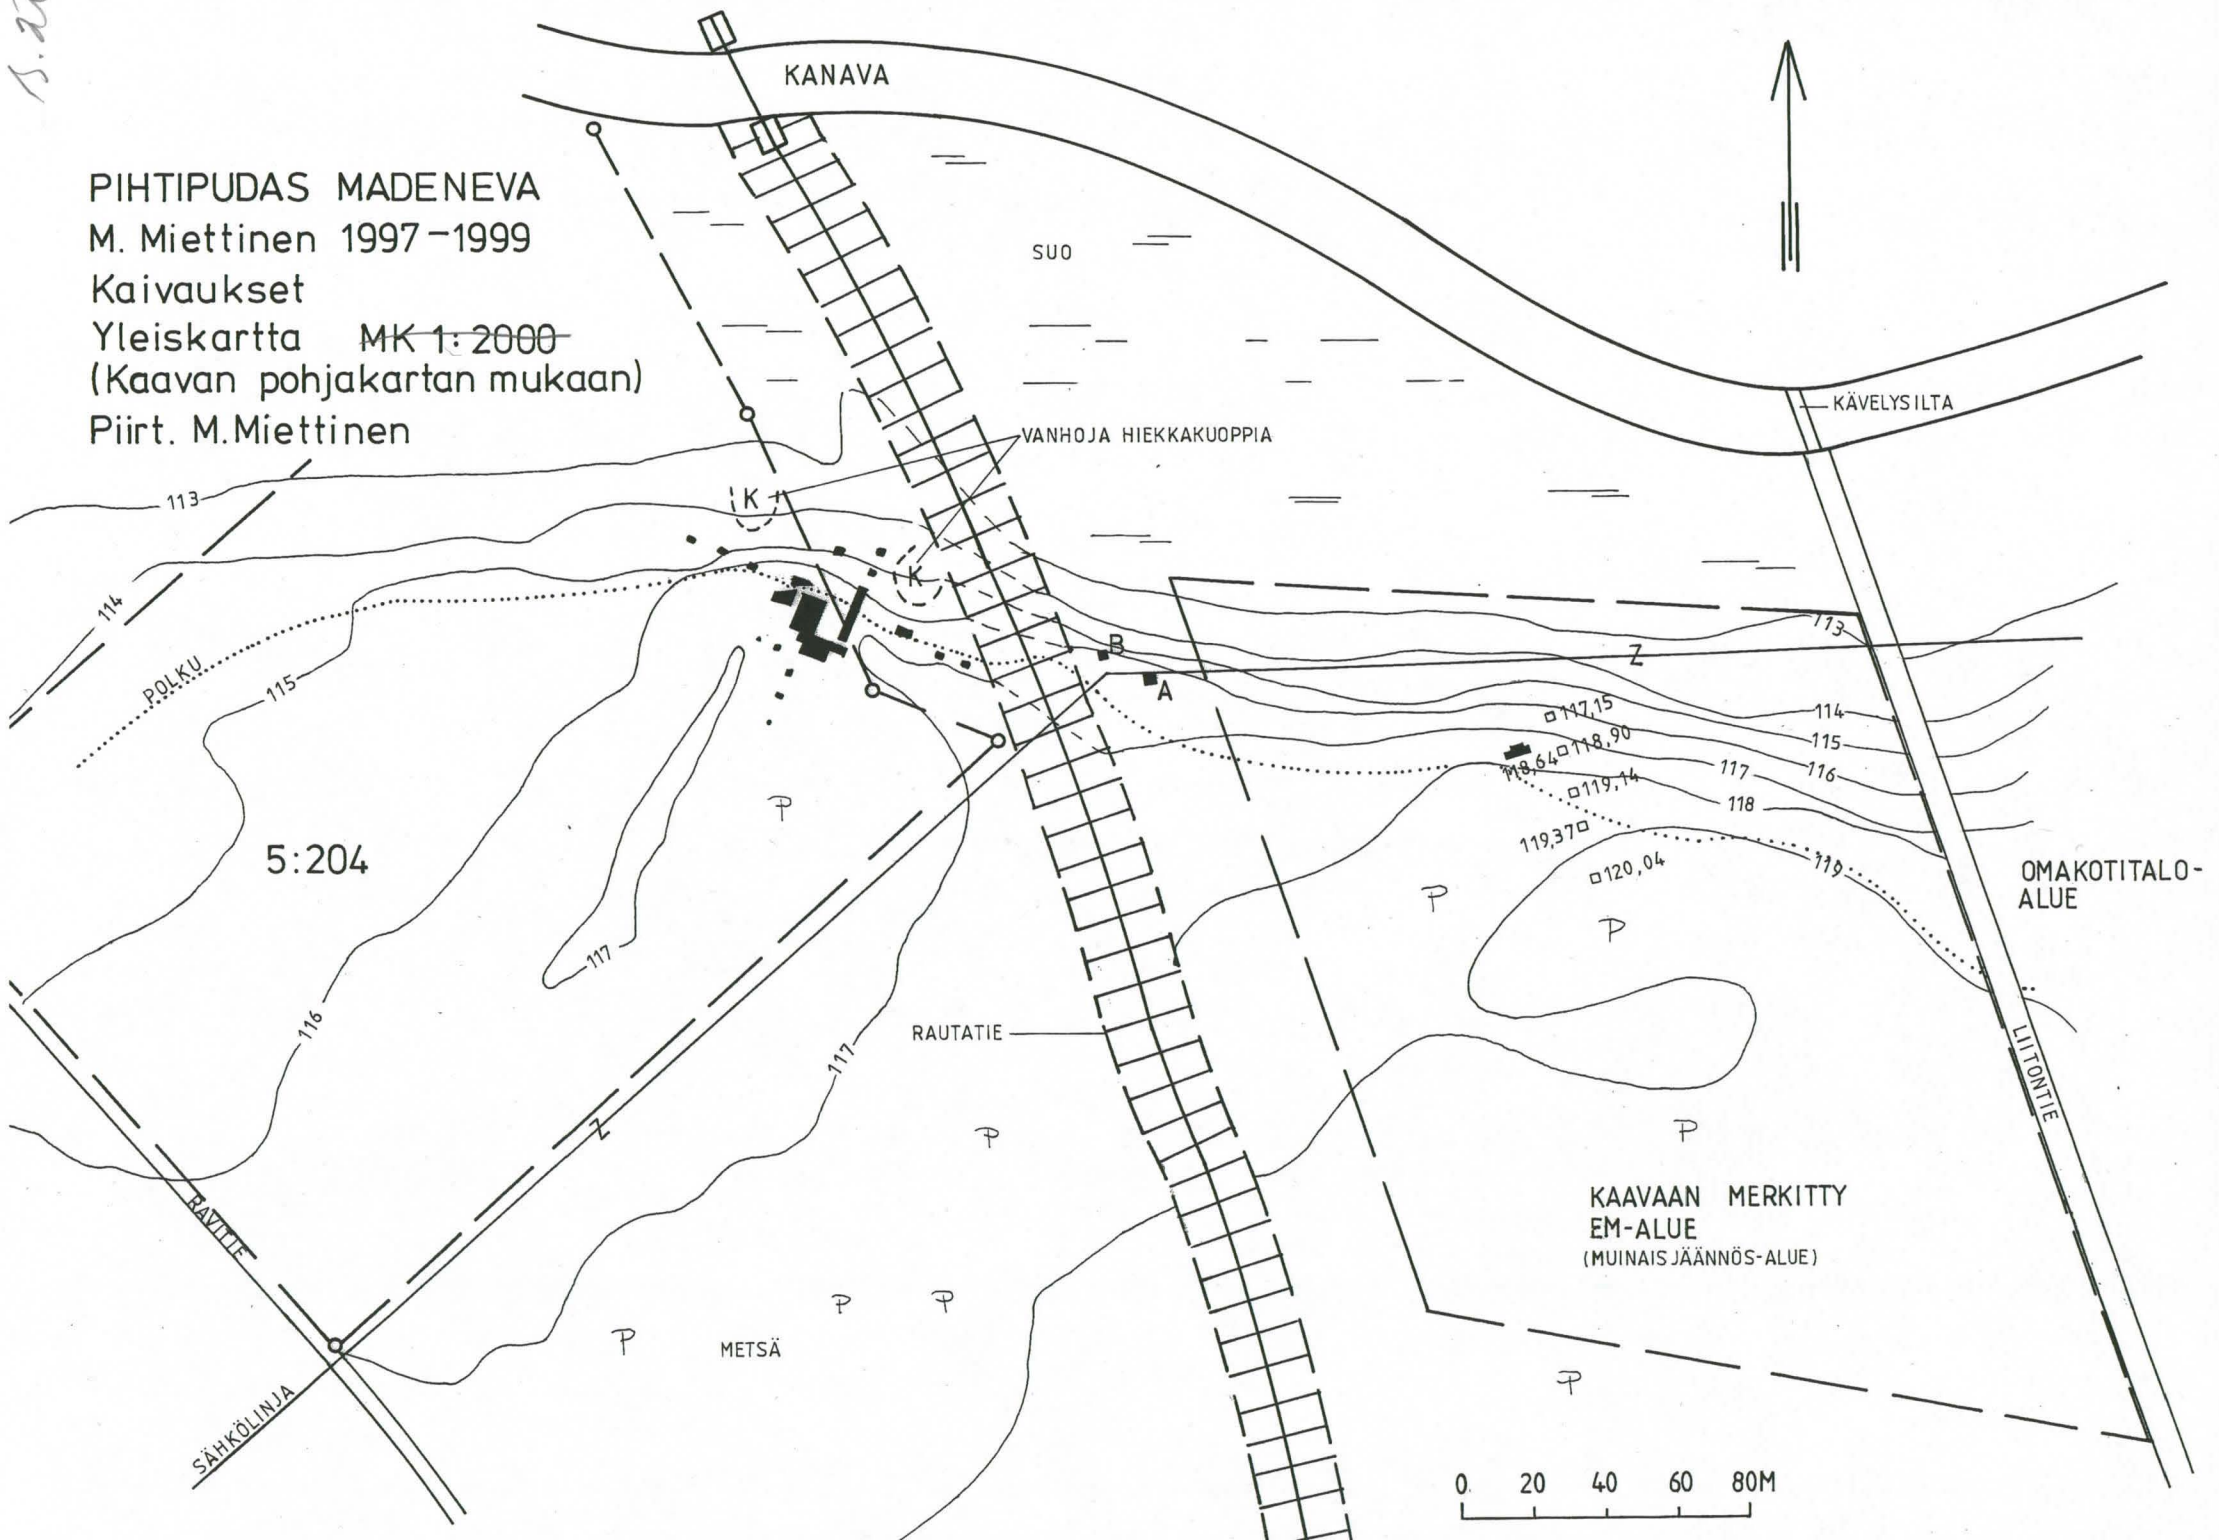 PIHTIPUDAS MADENEVA
M. Miettinen 1997-1999
Kaivaukset
Yleiskartta MK 1:2000
(Kaavan pohjakartan mukaan)
Piirt. M.Miettinen
KANAVA
SUO
KÄVELYSILTA
VANHOJA HIEKKAKUOPPIA
K
K
113
114
POLKU
115
B
A
Z
113
114
115
116
117
118
119
117,15
118,90
118,64
119,14
119,37
120,04
5:204
P
P
P
OMAKOTITALO-
ALUE
117
116
117
RAUTATIE
LIITONTIE
Z
P
P
RAVITIE
KAAVAAN MERKITTY
EM-ALUE
(MUINAISJÄÄNNÖS-ALUE)
P
P
P
METSÄ
P
SÄHKÖLINJA
0 20 40 60 80M